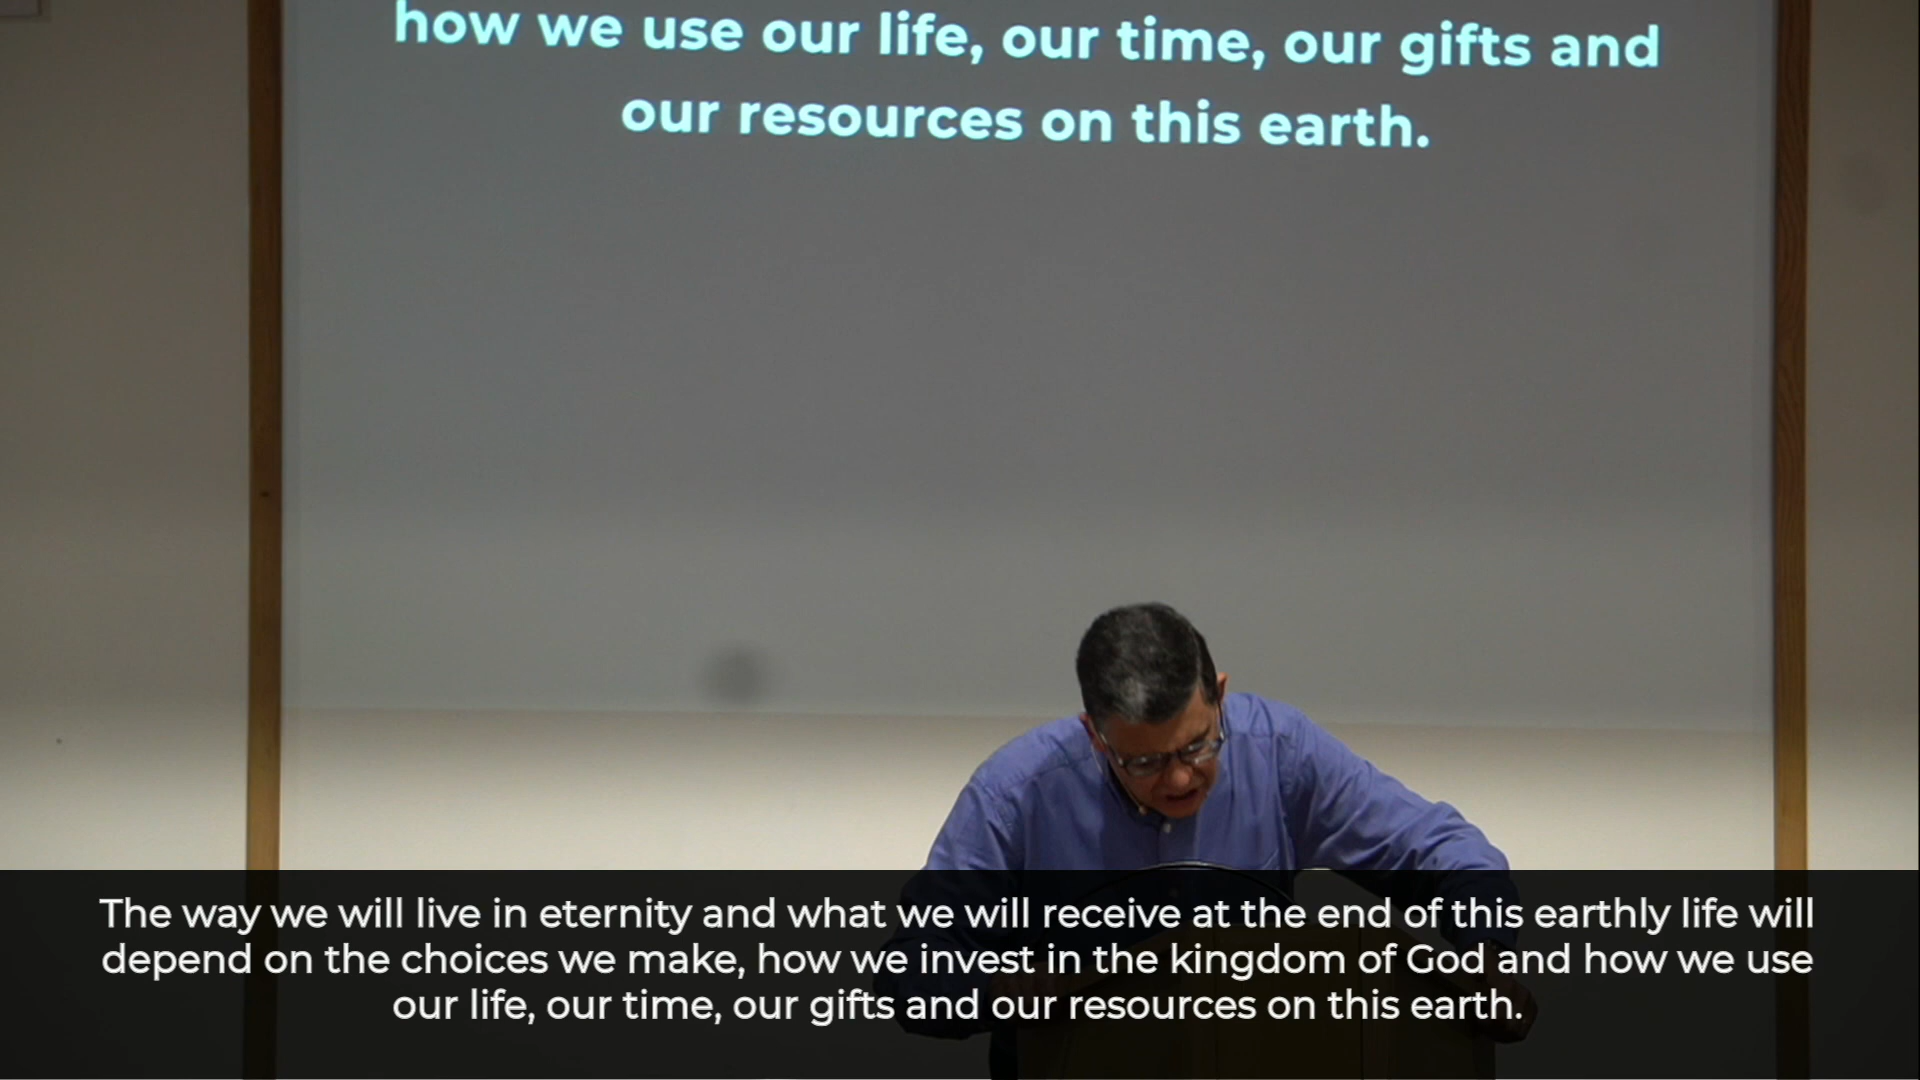 how we use our life, our time, our gifts and
our resources on this earth.
The way we will live in eternity and what we will receive at the end of this earthly life will
depend on the choices we make, how we invest in the kingdom of God and how we use
our life, our time, our gifts and our resources on this earth.